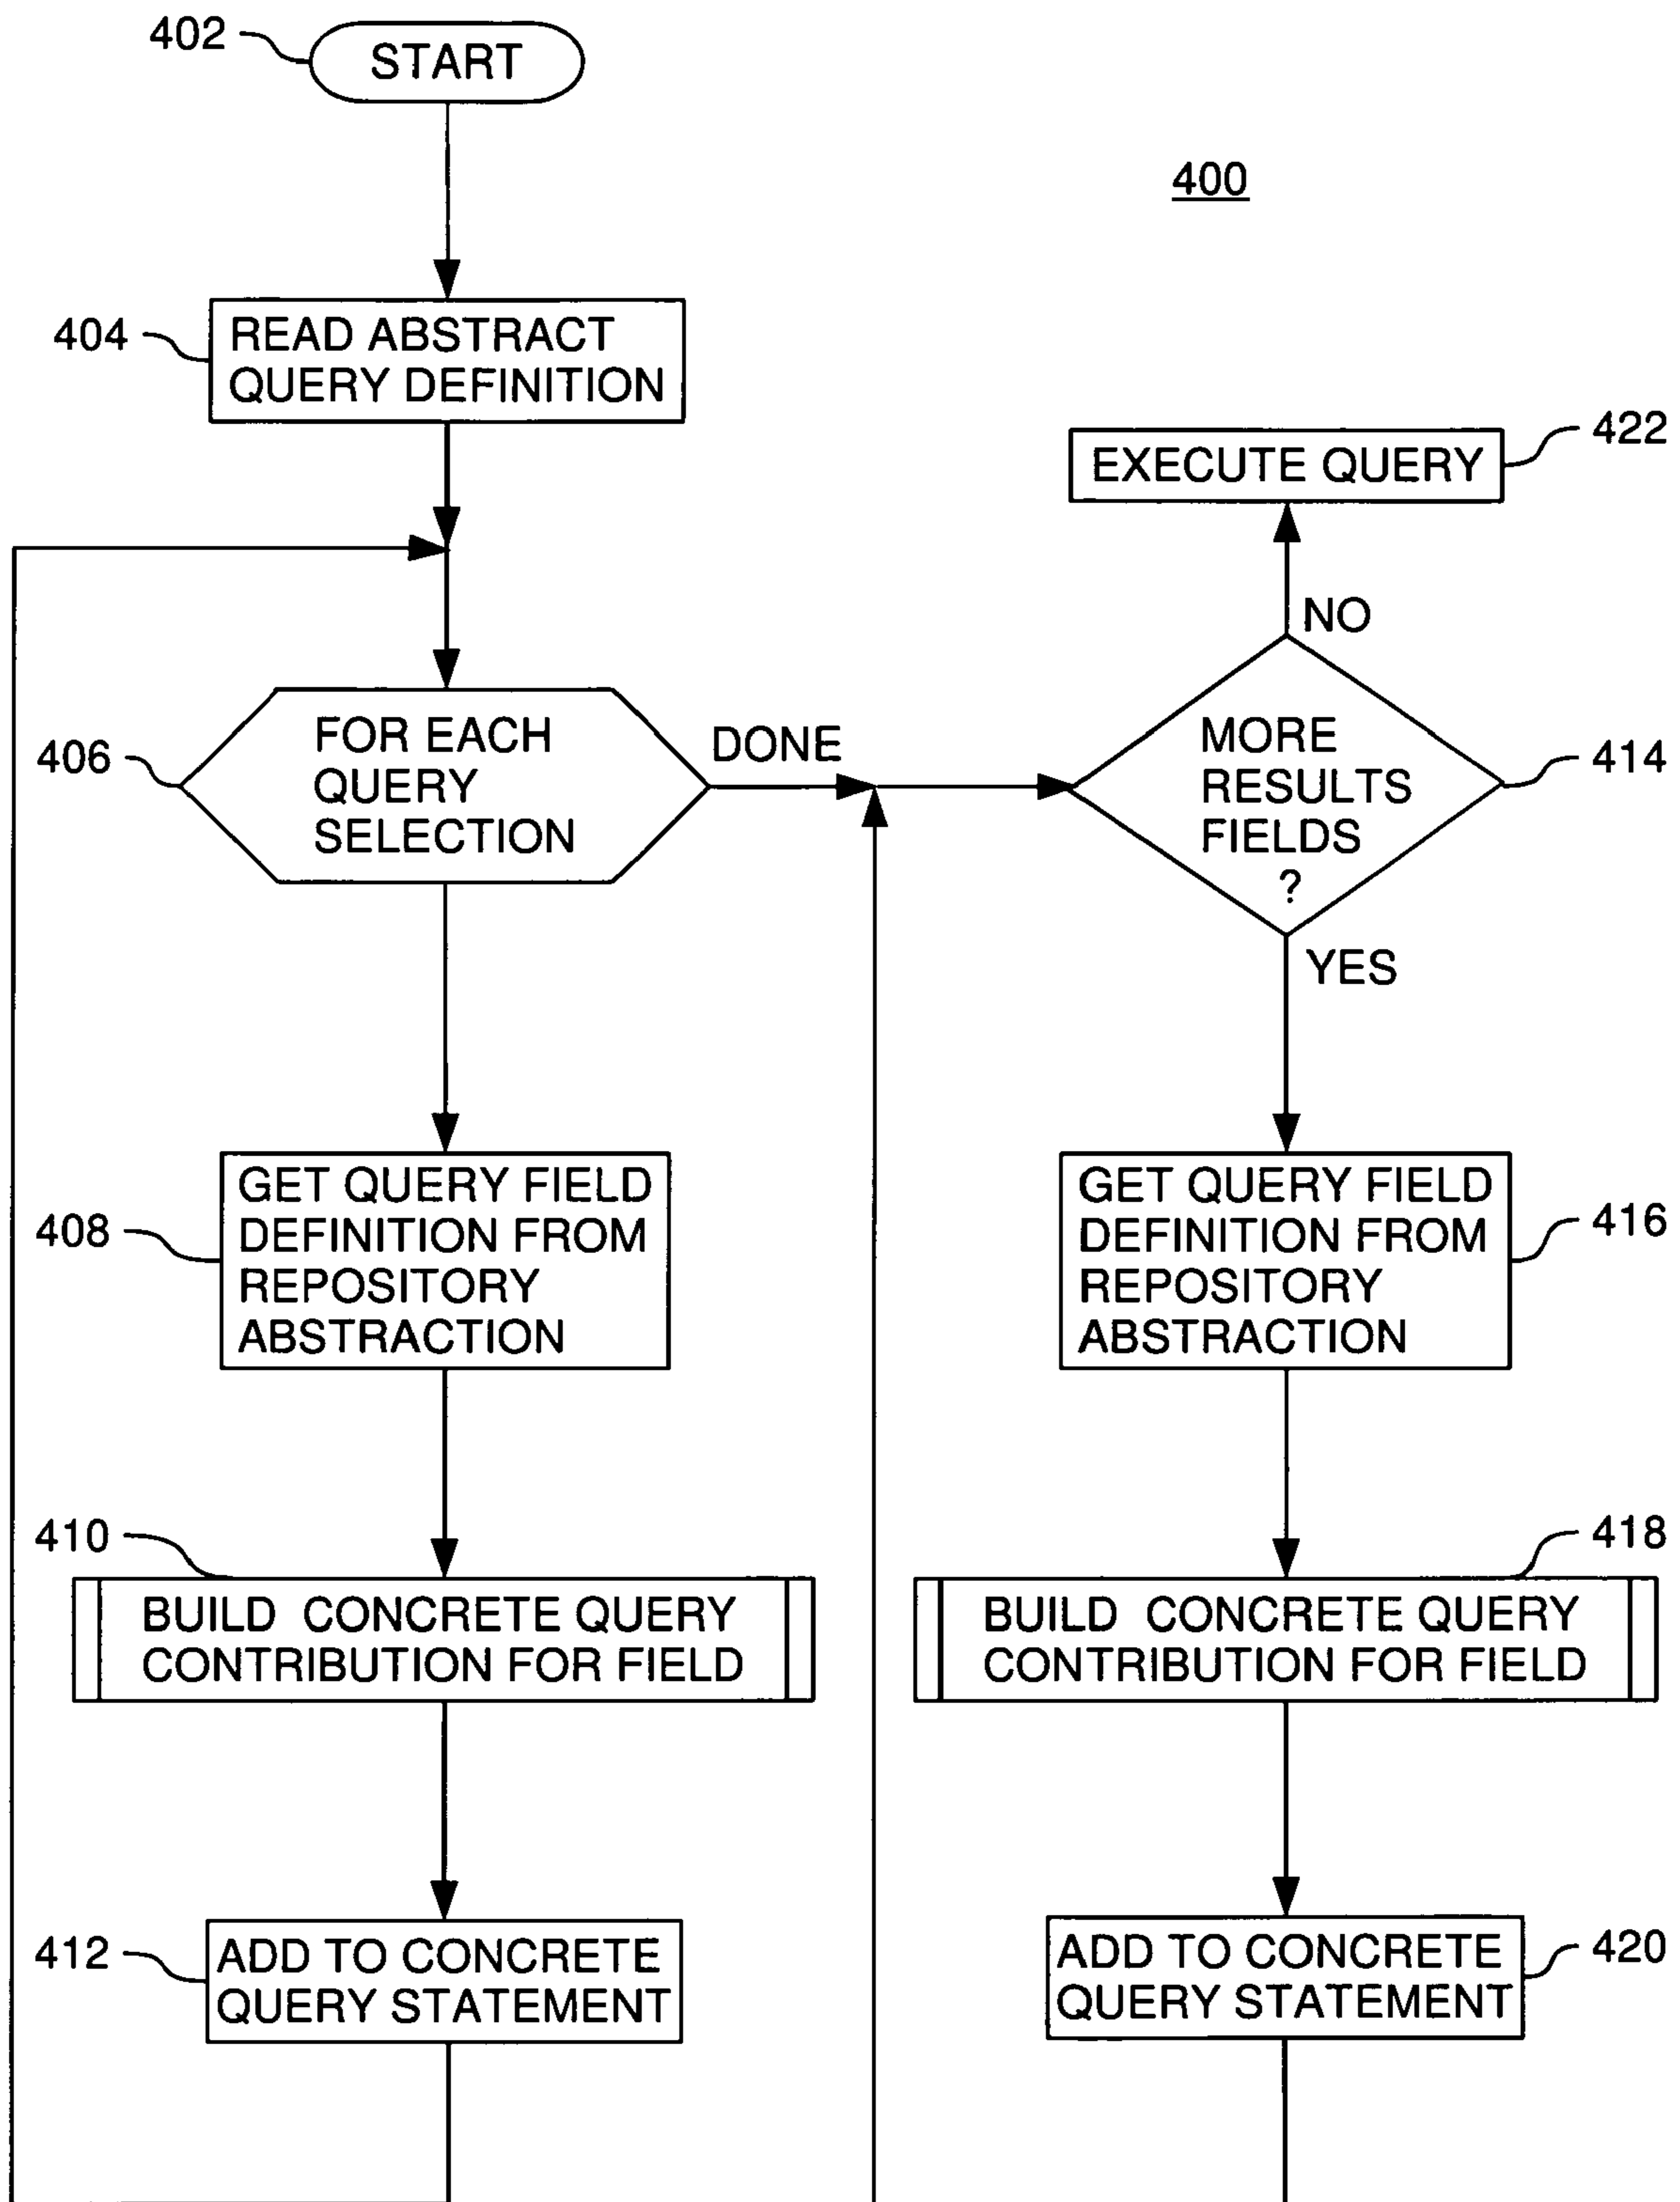 402
START
400
404
READ ABSTRACT
QUERY DEFINITION
422
EXECUTE QUERY
NO
406
FOR EACH
QUERY
SELECTION
DONE
MORE
RESULTS
FIELDS
?
414
YES
408
GET QUERY FIELD
DEFINITION FROM
REPOSITORY
ABSTRACTION
GET QUERY FIELD
DEFINITION FROM
REPOSITORY
ABSTRACTION
416
410
BUILD CONCRETE QUERY
CONTRIBUTION FOR FIELD
418
BUILD CONCRETE QUERY
CONTRIBUTION FOR FIELD
412
ADD TO CONCRETE
QUERY STATEMENT
ADD TO CONCRETE
QUERY STATEMENT
420